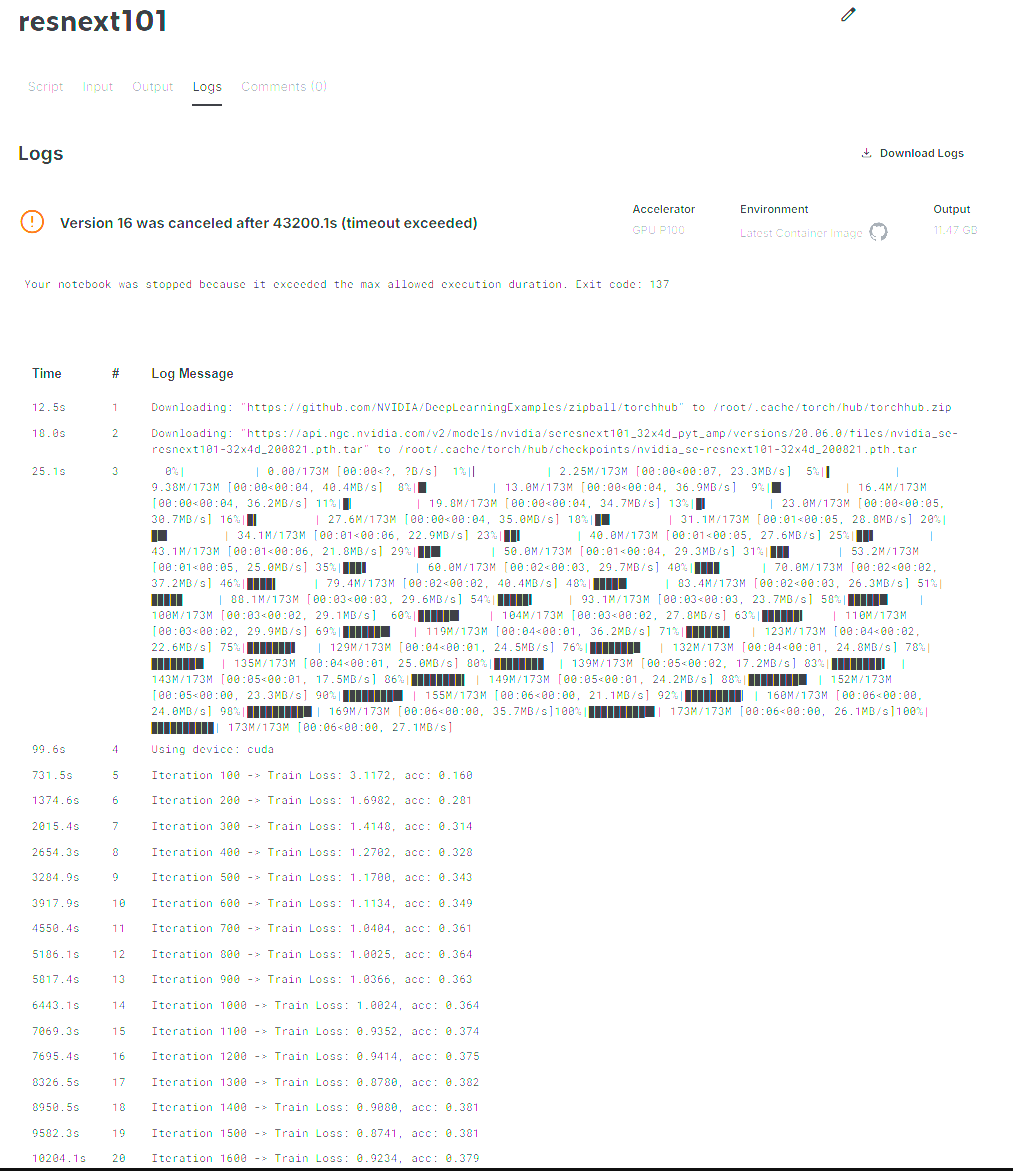 resnext101
Script Input Output Logs Comments (0)
Logs
Download Logs
Version 16 was canceled after 43200.1s (timeout exceeded)
Accelerator
GPU P100
Environment
Latest Container Image
Output
11.47 GB
Your notebook was stopped because it exceeded the max allowed execution duration. Exit code: 137
Time # Log Message
12.5s 1 Downloading: "https://github.com/NVIDIA/DeepLearningExamples/zipball/torchhub" to /root/.cache/torch/hub/torchhub.zip
18.0s 2 Downloading: "https://api.ngc.nvidia.com/v2/models/nvidia/seresnext101_32x4d_pyt_amp/versions/20.06.0/files/nvidia_se-
resnext101-32x4d_200821.pth.tar" to /root/.cache/torch/hub/checkpoints/nvidia_se-resnext101-32x4d_200821.pth.tar
25.1s 3 0%| | 0.00/173M [00:00<?, ?B/s] 1%| | 2.25M/173M [00:00<00:07, 23.3MB/s] 5%| |
9.38M/173M [00:00<00:04, 40.4MB/s] 8%| | 13.0M/173M [00:00<00:04, 36.9MB/s] 9%| | 16.4M/173M
[00:00<00:04, 36.2MB/s] 11%| | 19.8M/173M [00:00<00:04, 34.7MB/s] 13%| | 23.0M/173M [00:00<00:05,
30.7MB/s] 16%| | 27.6M/173M [00:00<00:04, 35.0MB/s] 18%| | 31.1M/173M [00:01<00:05, 28.8MB/s] 20%|
| 34.1M/173M [00:01<00:06, 22.9MB/s] 23%| | 40.0M/173M [00:01<00:05, 27.6MB/s] 25%| |
43.1M/173M [00:01<00:06, 21.8MB/s] 29%| | 50.0M/173M [00:01<00:04, 29.3MB/s] 31%| | 53.2M/173M
[00:01<00:05, 25.0MB/s] 35%| | 60.0M/173M [00:02<00:03, 29.7MB/s] 40%| | 70.0M/173M [00:02<00:02,
37.2MB/s] 46%| | 79.4M/173M [00:02<00:02, 40.4MB/s] 48%| | 83.4M/173M [00:02<00:03, 26.3MB/s] 51%|
| 88.1M/173M [00:03<00:03, 29.6MB/s] 54%| | 93.1M/173M [00:03<00:03, 23.7MB/s] 58%| |
100M/173M [00:03<00:02, 29.1MB/s] 60%| | 104M/173M [00:03<00:02, 27.8MB/s] 63%| | 110M/173M
[00:03<00:02, 29.9MB/s] 69%| | 119M/173M [00:04<00:01, 36.2MB/s] 71%| | 123M/173M [00:04<00:02,
22.6MB/s] 75%| | 129M/173M [00:04<00:01, 24.5MB/s] 76%| | 132M/173M [00:04<00:01, 24.8MB/s] 78%|
| 135M/173M [00:04<00:01, 25.0MB/s] 80%| | 139M/173M [00:05<00:02, 17.2MB/s] 83%| |
143M/173M [00:05<00:01, 17.5MB/s] 86%| | 149M/173M [00:05<00:01, 24.2MB/s] 88%| | 152M/173M
[00:05<00:00, 23.3MB/s] 90%| | 155M/173M [00:06<00:00, 21.1MB/s] 92%| | 160M/173M [00:06<00:00,
24.0MB/s] 98%| | 169M/173M [00:06<00:00, 35.7MB/s]100%| | 173M/173M [00:06<00:00, 26.1MB/s]100%|
| 173M/173M [00:06<00:00, 27.1MB/s]
99.6s 4 Using device: cuda
731.5s 5 Iteration 100 -> Train Loss: 3.1172, acc: 0.160
1374.6s 6 Iteration 200 -> Train Loss: 1.6982, acc: 0.281
2015.4s 7 Iteration 300 -> Train Loss: 1.4148, acc: 0.314
2654.3s 8 Iteration 400 -> Train Loss: 1.2702, acc: 0.328
3284.9s 9 Iteration 500 -> Train Loss: 1.1700, acc: 0.343
3917.9s 10 Iteration 600 -> Train Loss: 1.1134, acc: 0.349
4550.4s 11 Iteration 700 -> Train Loss: 1.0404, acc: 0.361
5186.1s 12 Iteration 800 -> Train Loss: 1.0025, acc: 0.364
5817.4s 13 Iteration 900 -> Train Loss: 1.0366, acc: 0.363
6443.1s 14 Iteration 1000 -> Train Loss: 1.0024, acc: 0.364
7069.3s 15 Iteration 1100 -> Train Loss: 0.9352, acc: 0.374
7695.4s 16 Iteration 1200 -> Train Loss: 0.9414, acc: 0.375
8326.5s 17 Iteration 1300 -> Train Loss: 0.8780, acc: 0.382
8950.5s 18 Iteration 1400 -> Train Loss: 0.9080, acc: 0.381
9582.3s 19 Iteration 1500 -> Train Loss: 0.8741, acc: 0.381
10204.1s 20 Iteration 1600 -> Train Loss: 0.9234, acc: 0.379